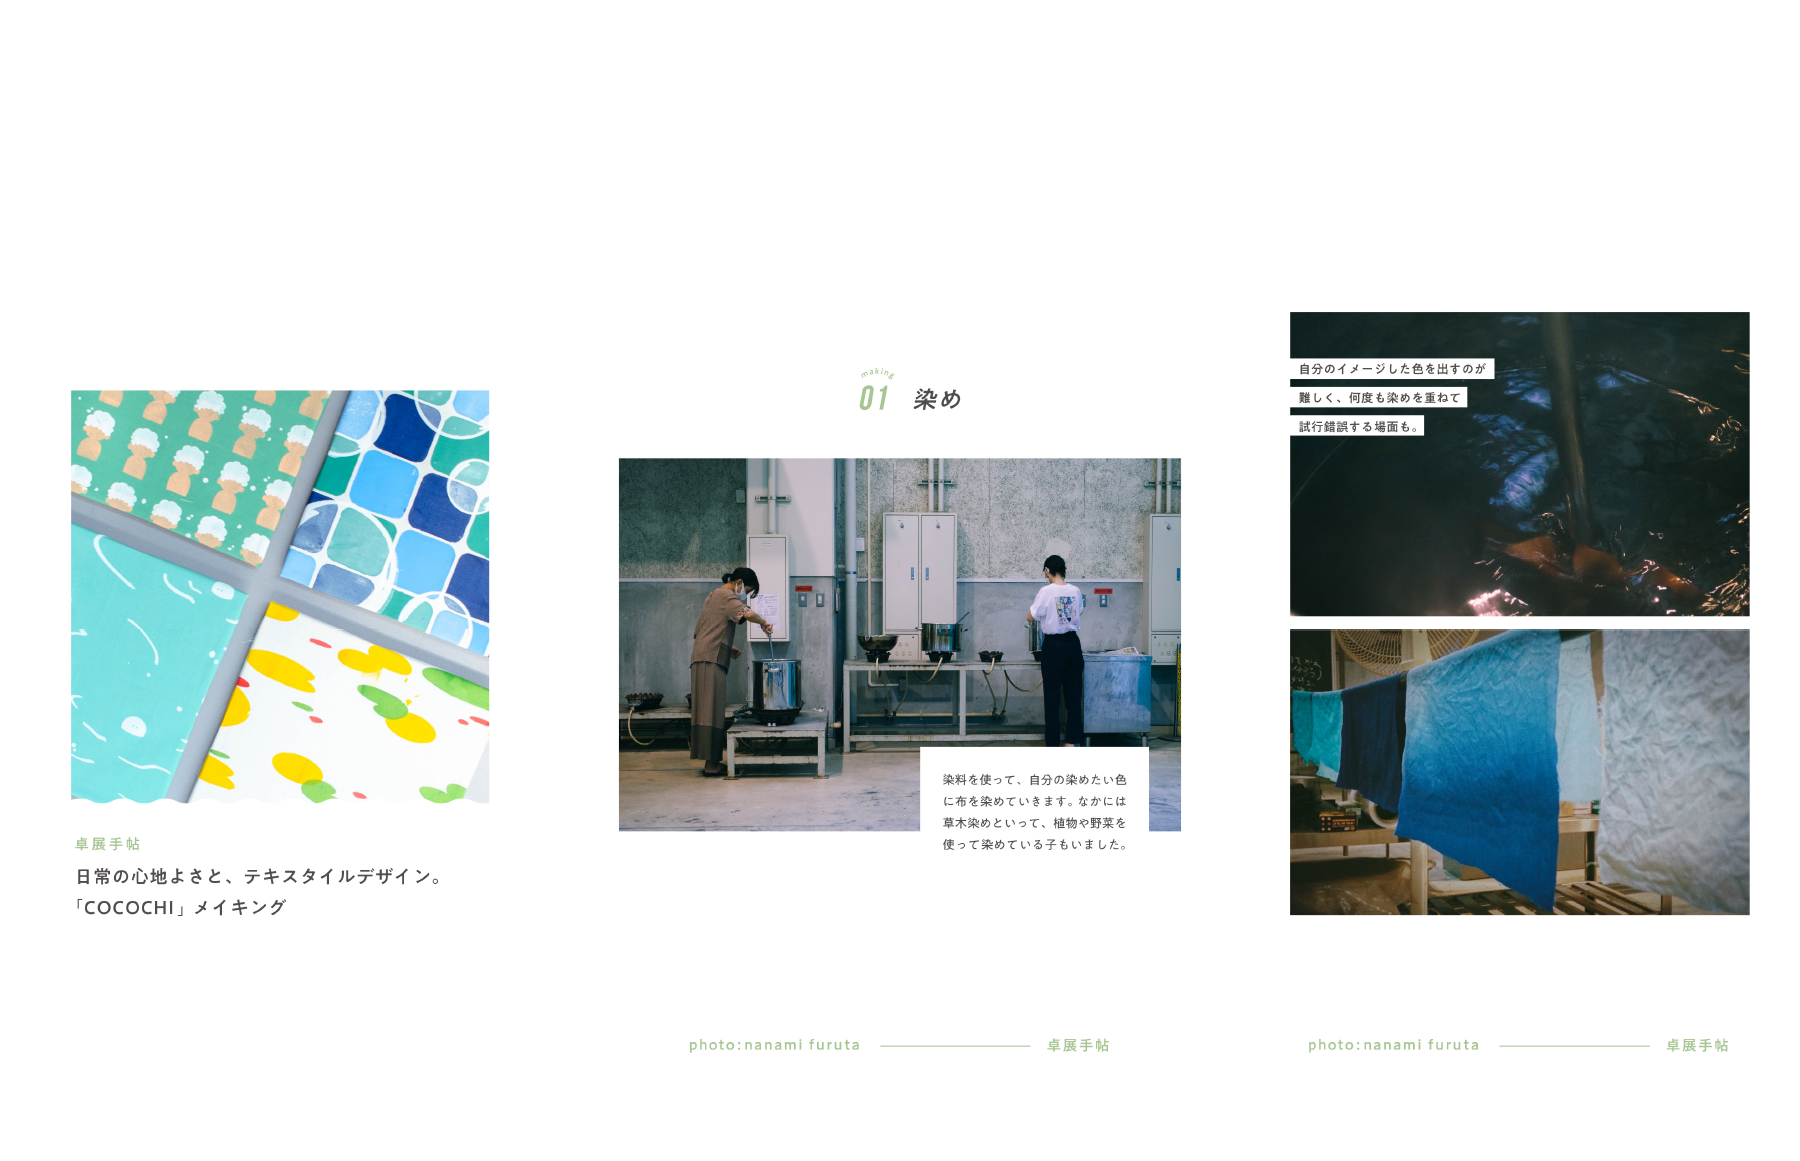 卓展手帖
日常の心地よさと、テキスタイルデザイン。
「COCOCHI」メイキング
making
01 染め
染料を使って、自分の染めたい色
に布を染めていきます。なかには
草木染めといって、植物や野菜を
使って染めている子もいました。
photo:nanami furuta
卓展手帖
自分のイメージした色を出すのが
難しく、何度も染めを重ねて
試行錯誤する場面も。
photo:nanami furuta
卓展手帖